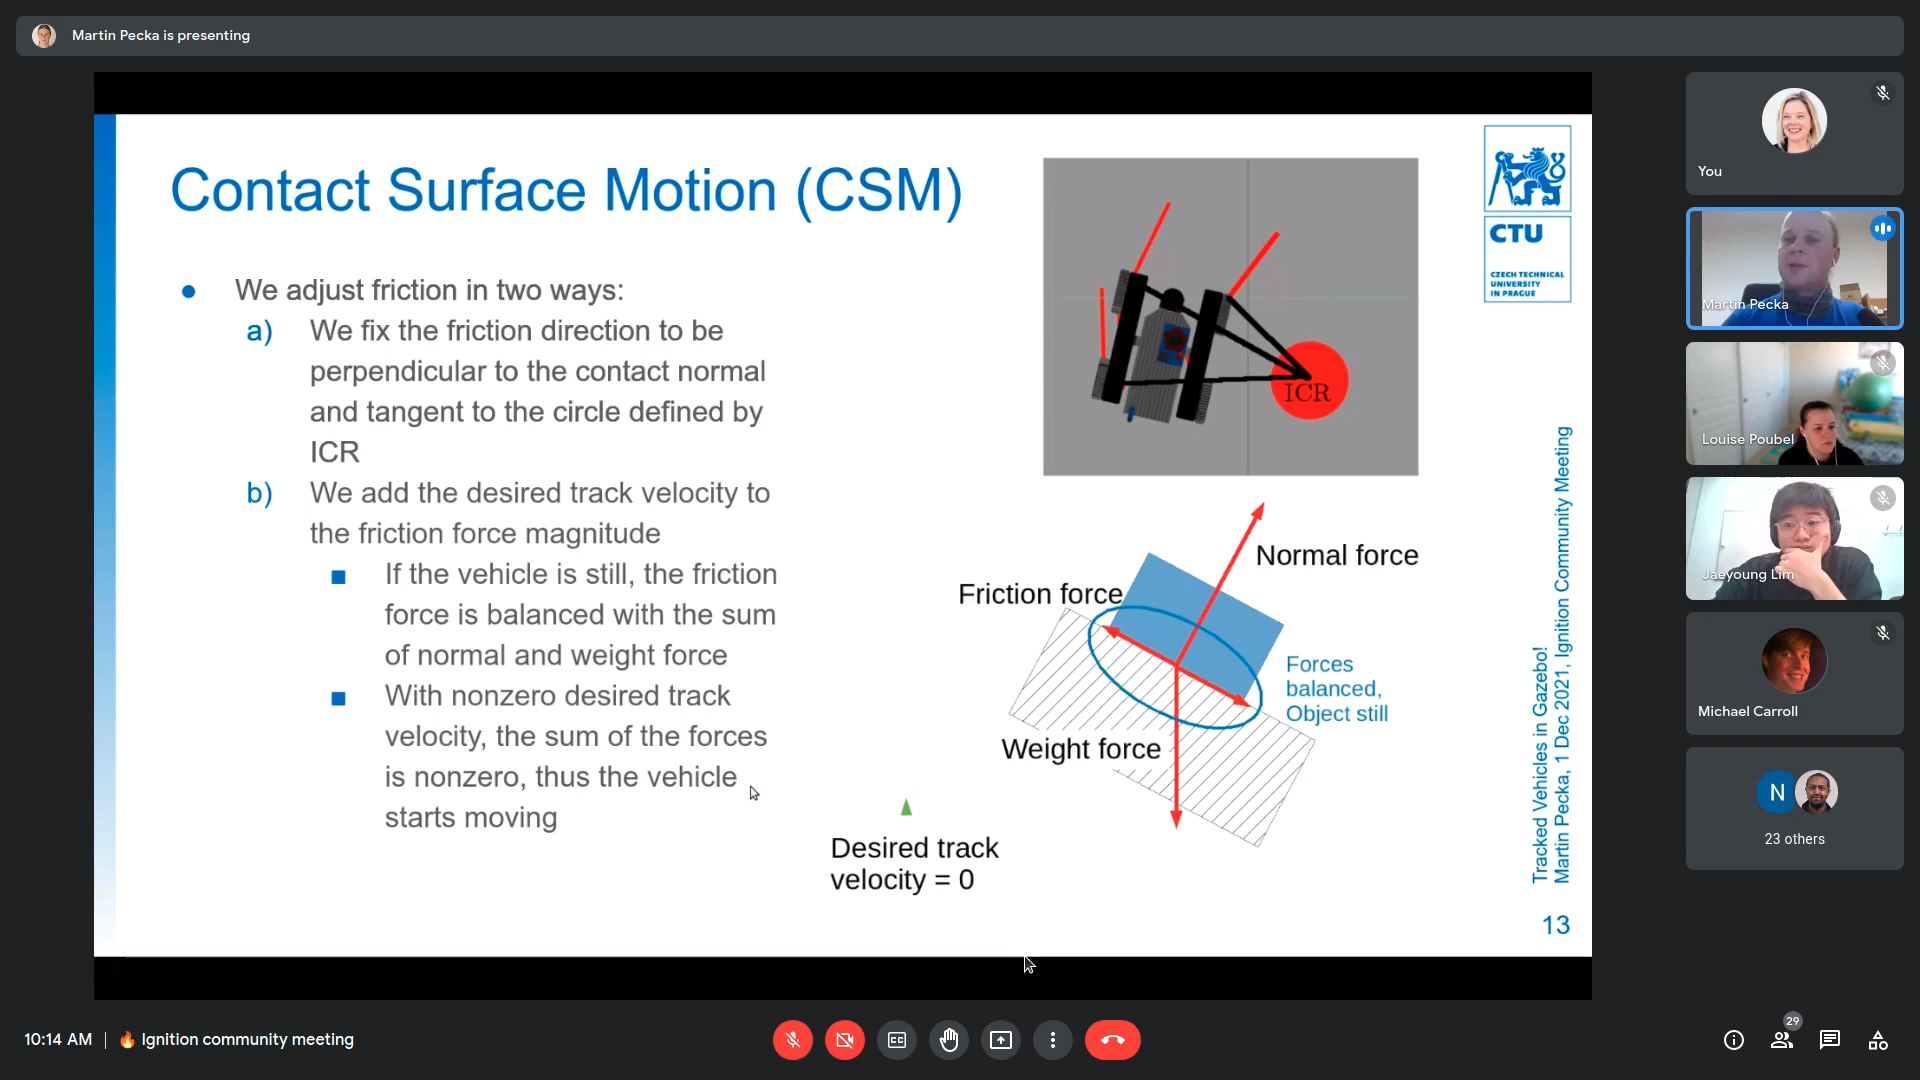 Martin Pecka is presenting
Contact Surface Motion (CSM)
We adjust friction in two ways:
a) We fix the friction direction to be
perpendicular to the contact normal
and tangent to the circle defined by
ICR
b) We add the desired track velocity to
the friction force magnitude
If the vehicle is still, the friction
force is balanced with the sum
of normal and weight force
With nonzero desired track
velocity, the sum of the forces
is nonzero, thus the vehicle
starts moving
ICR
Normal force
Friction force
Forces
balanced,
Object still
Weight force
Desired track
velocity = 0
CTU
CZECH TECHNICAL
UNIVERSITY
IN PRAGUE
Tracked Vehicles in Gazebo!
Martin Pecka, 1 Dec 2021, Ignition Community Meeting
13
You
Martin Pecka
Louise Poubel
Jaeyoung Lim
Michael Carroll
N
23 others
10:14 AM | 🔥 Ignition community meeting
CC
29